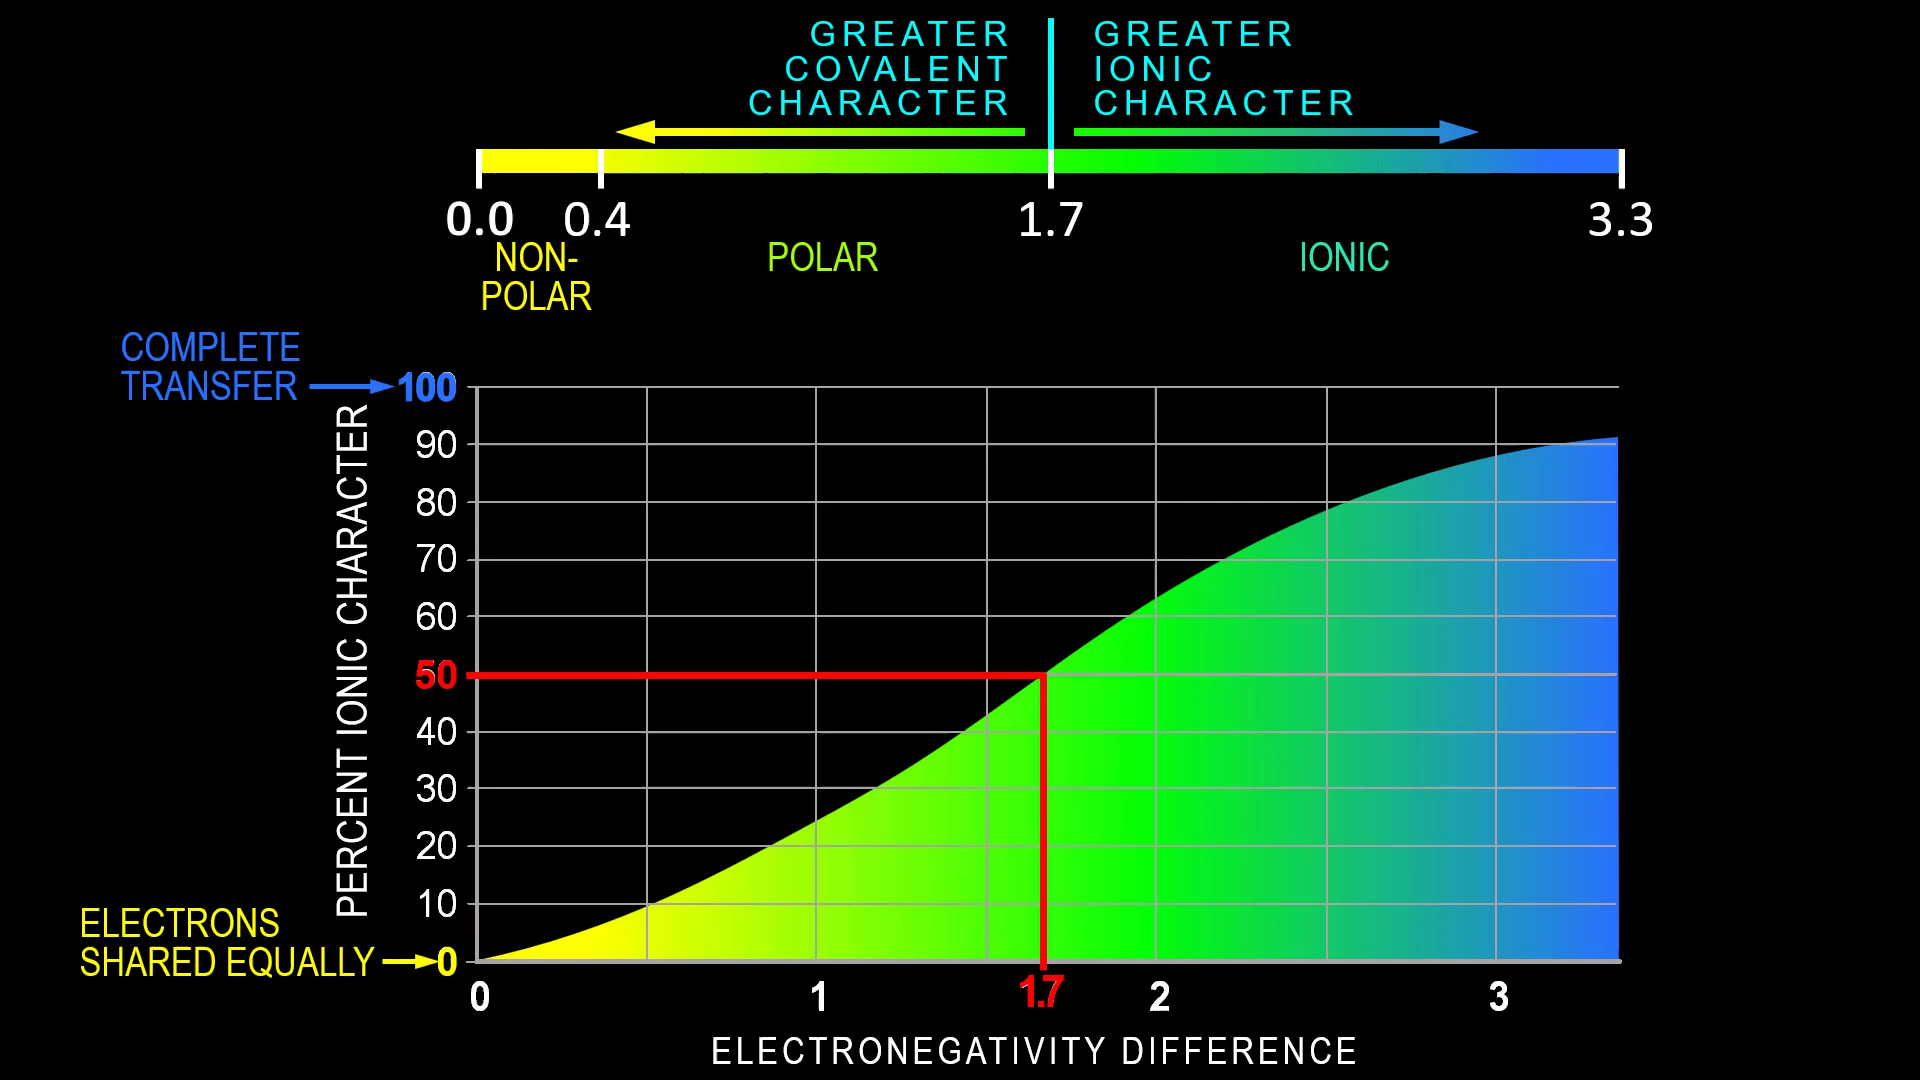 GREATER
COVALENT
CHARACTER
GREATER
IONIC
CHARACTER
0.0
0.4
1.7
3.3
NON-
POLAR
POLAR
IONIC
COMPLETE
TRANSFER
100
90
80
70
60
50
40
30
20
10
0
PERCENT IONIC CHARACTER
ELECTRONS
SHARED EQUALLY
0
1
1.7
2
3
ELECTRONEGATIVITY DIFFERENCE